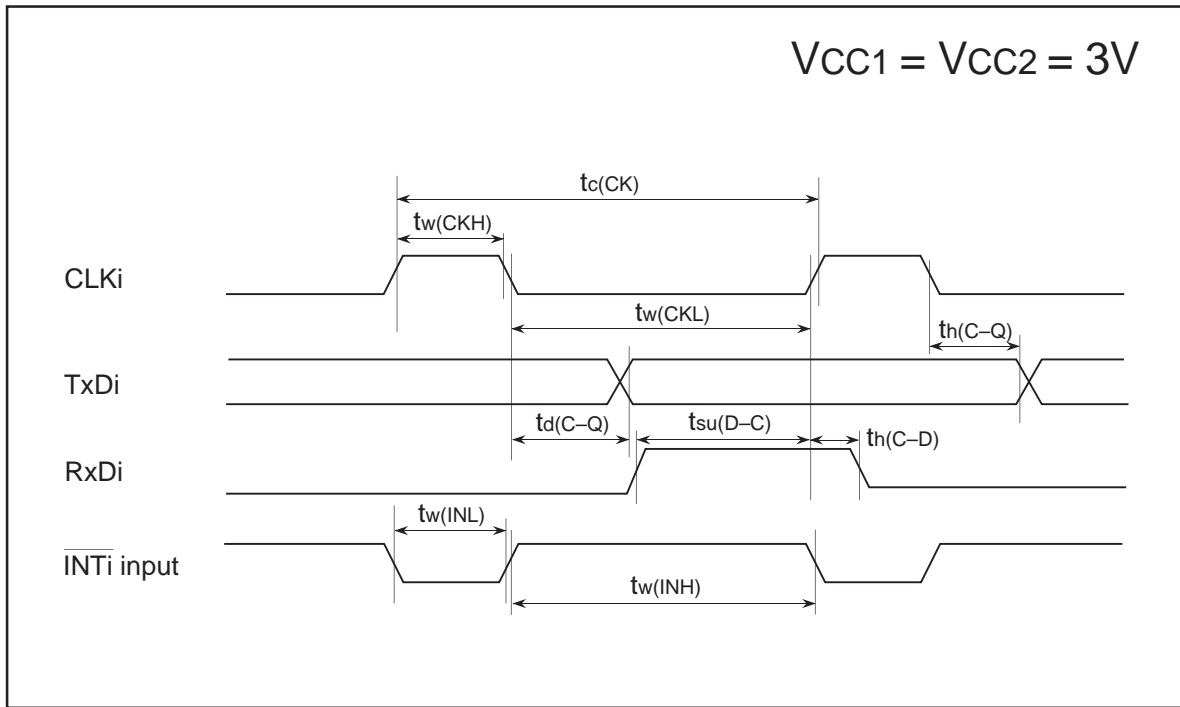 VCC1 = VCC2 = 3V
tc(CK)
tw(CKH)
CLKi
tw(CKL)
th(C–Q)
TxDi
td(C–Q)
tsu(D–C)
th(C–D)
RxDi
tw(INL)
INTi input
tw(INH)